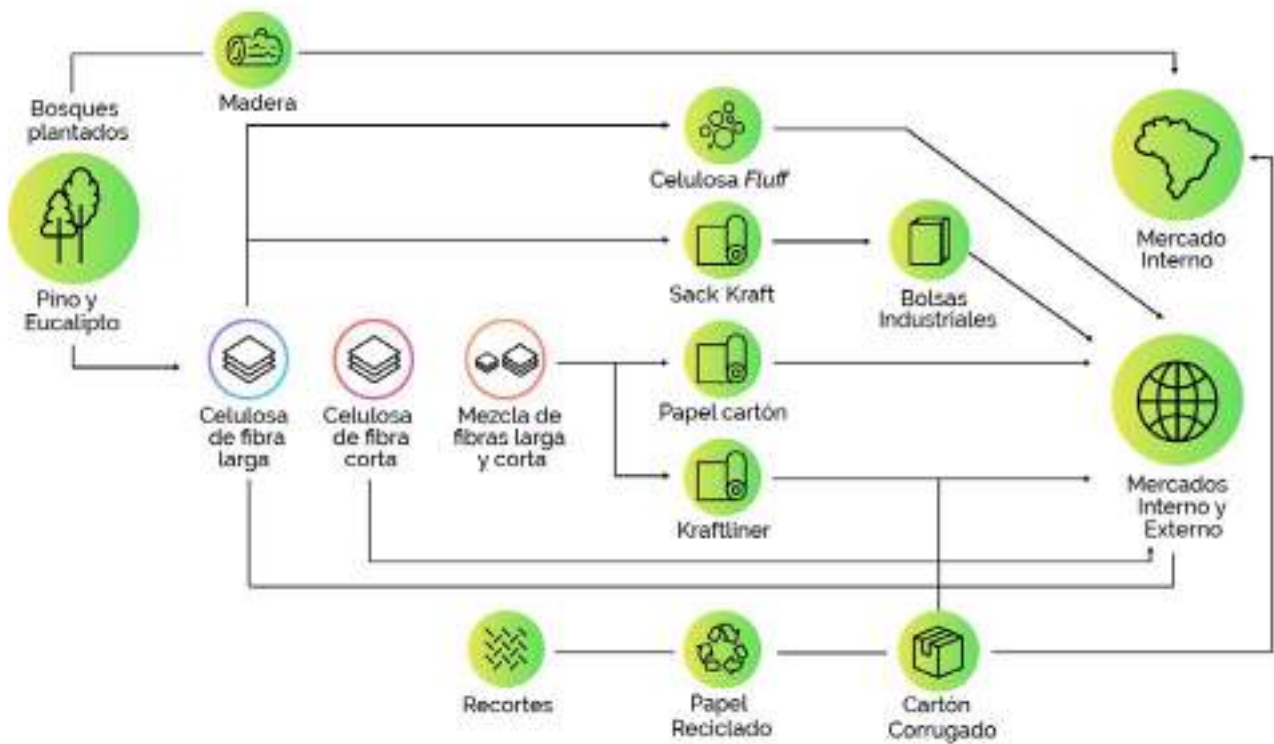 Madera
Bosques
plantados
Pino y
Eucalipto
Celulosa Fluff
Sack Kraft
Bolsas
Industriales
Mercado
Interno
Celulosa
de fibra
larga
Celulosa
de fibra
corta
Mezcla de
fibras larga
y corta
Papel cartón
Kraftliner
Mercados
Interno y
Externo
Recortes
Papel
Reciclado
Cartón
Corrugado